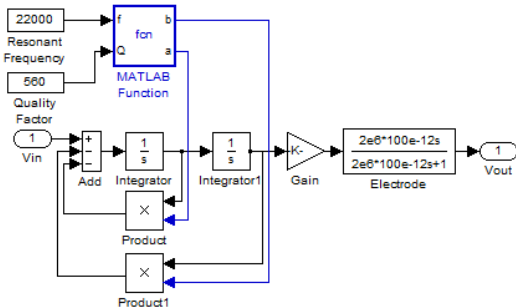 22000
Resonant
Frequency
560
Quality
Factor
f
Q
fcn
b
a
MATLAB
Function
1
Vin
+
−
−
Add
1
s
Integrator
1
s
Integrator1
-K-
Gain
2e6*100e-12s
2e6*100e-12s+1
Electrode
1
Vout
×
Product
×
Product1